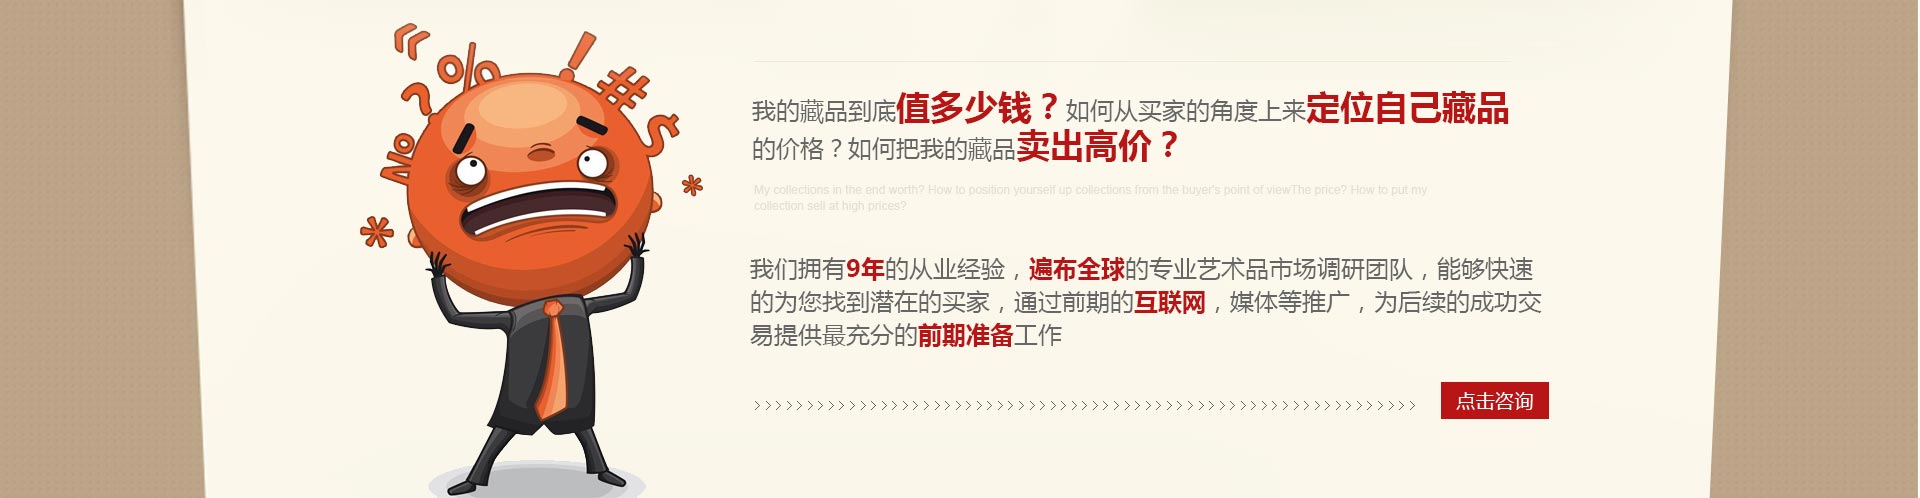 我的藏品到底值多少钱？如何从买家的角度上来定位自己藏品
的价格？如何把我的藏品卖出高价？
My collections in the end worth? How to position yourself up collections from the buyer's point of viewThe price? How to put my
collection sell at high prices?
我们拥有9年的从业经验，遍布全球的专业艺术品市场调研团队，能够快速
的为您找到潜在的买家，通过前期的互联网，媒体等推广，为后续的成功交
易提供最充分的前期准备工作
点击咨询